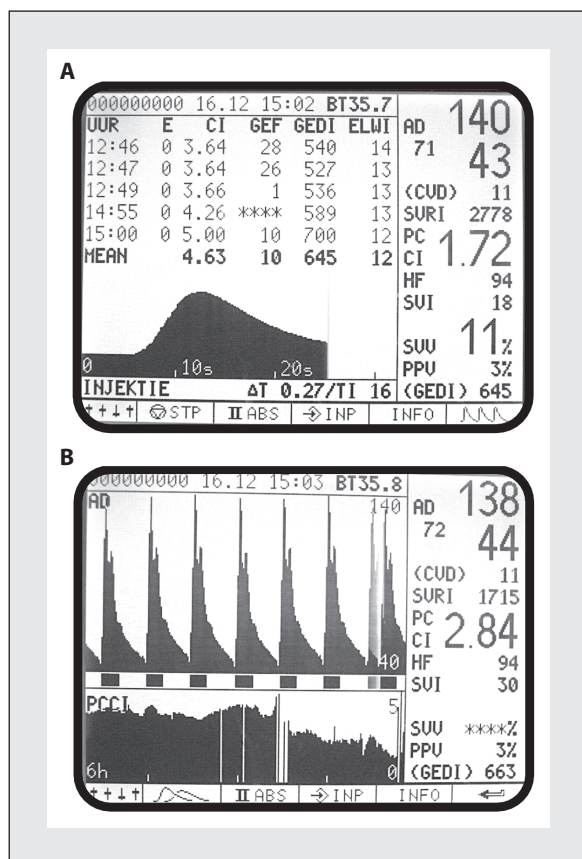 A
000000000 16.12 15:02 BT35.7
UUR E CI GEF GEDI ELWI
12:46 0 3.64 28 540 14
12:47 0 3.64 26 527 13
12:49 0 3.66 1 536 13
14:55 0 4.26 **** 589 13
15:00 0 5.00 10 700 12
MEAN 4.63 10 645 12
0 10s 20s
INJEKTIE ΔT 0.27/TI 16
STP II ABS INP INFO
AD 140
71 43
(CVD) 11
SVRI 2778
PC
CI 1.72
HF 94
SVI 18
SVV 11%
PPV 3%
(GEDI) 645
B
000000000 16.12 15:03 BT35.8
AD 140
40
PCCI 5
6h 0
II ABS INP INFO
AD 138
72 44
(CVD) 11
SVRI 1715
PC
CI 2.84
HF 94
SVI 30
SVV ****%
PPV 3%
(GEDI) 663